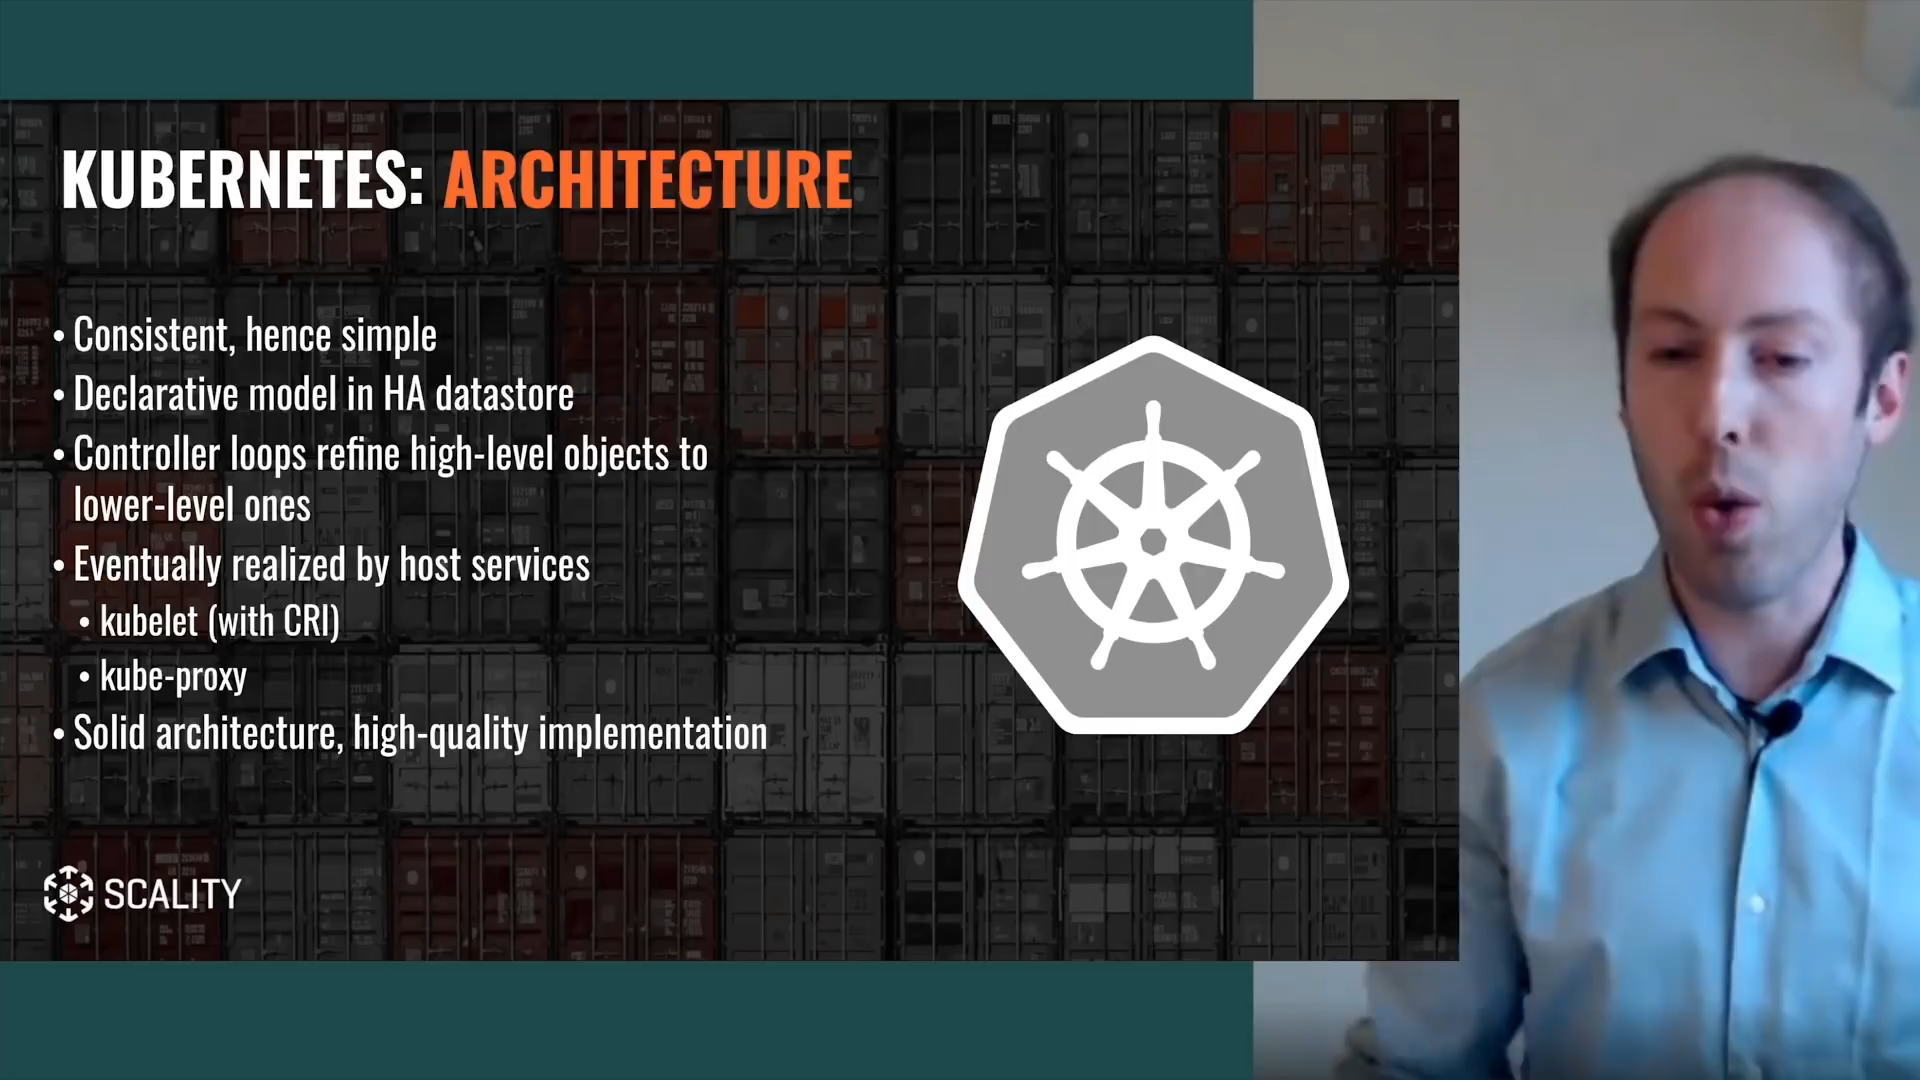 KUBERNETES: ARCHITECTURE
• Consistent, hence simple
• Declarative model in HA datastore
• Controller loops refine high-level objects to
lower-level ones
• Eventually realized by host services
• kubelet (with CRI)
• kube-proxy
• Solid architecture, high-quality implementation
SCALITY